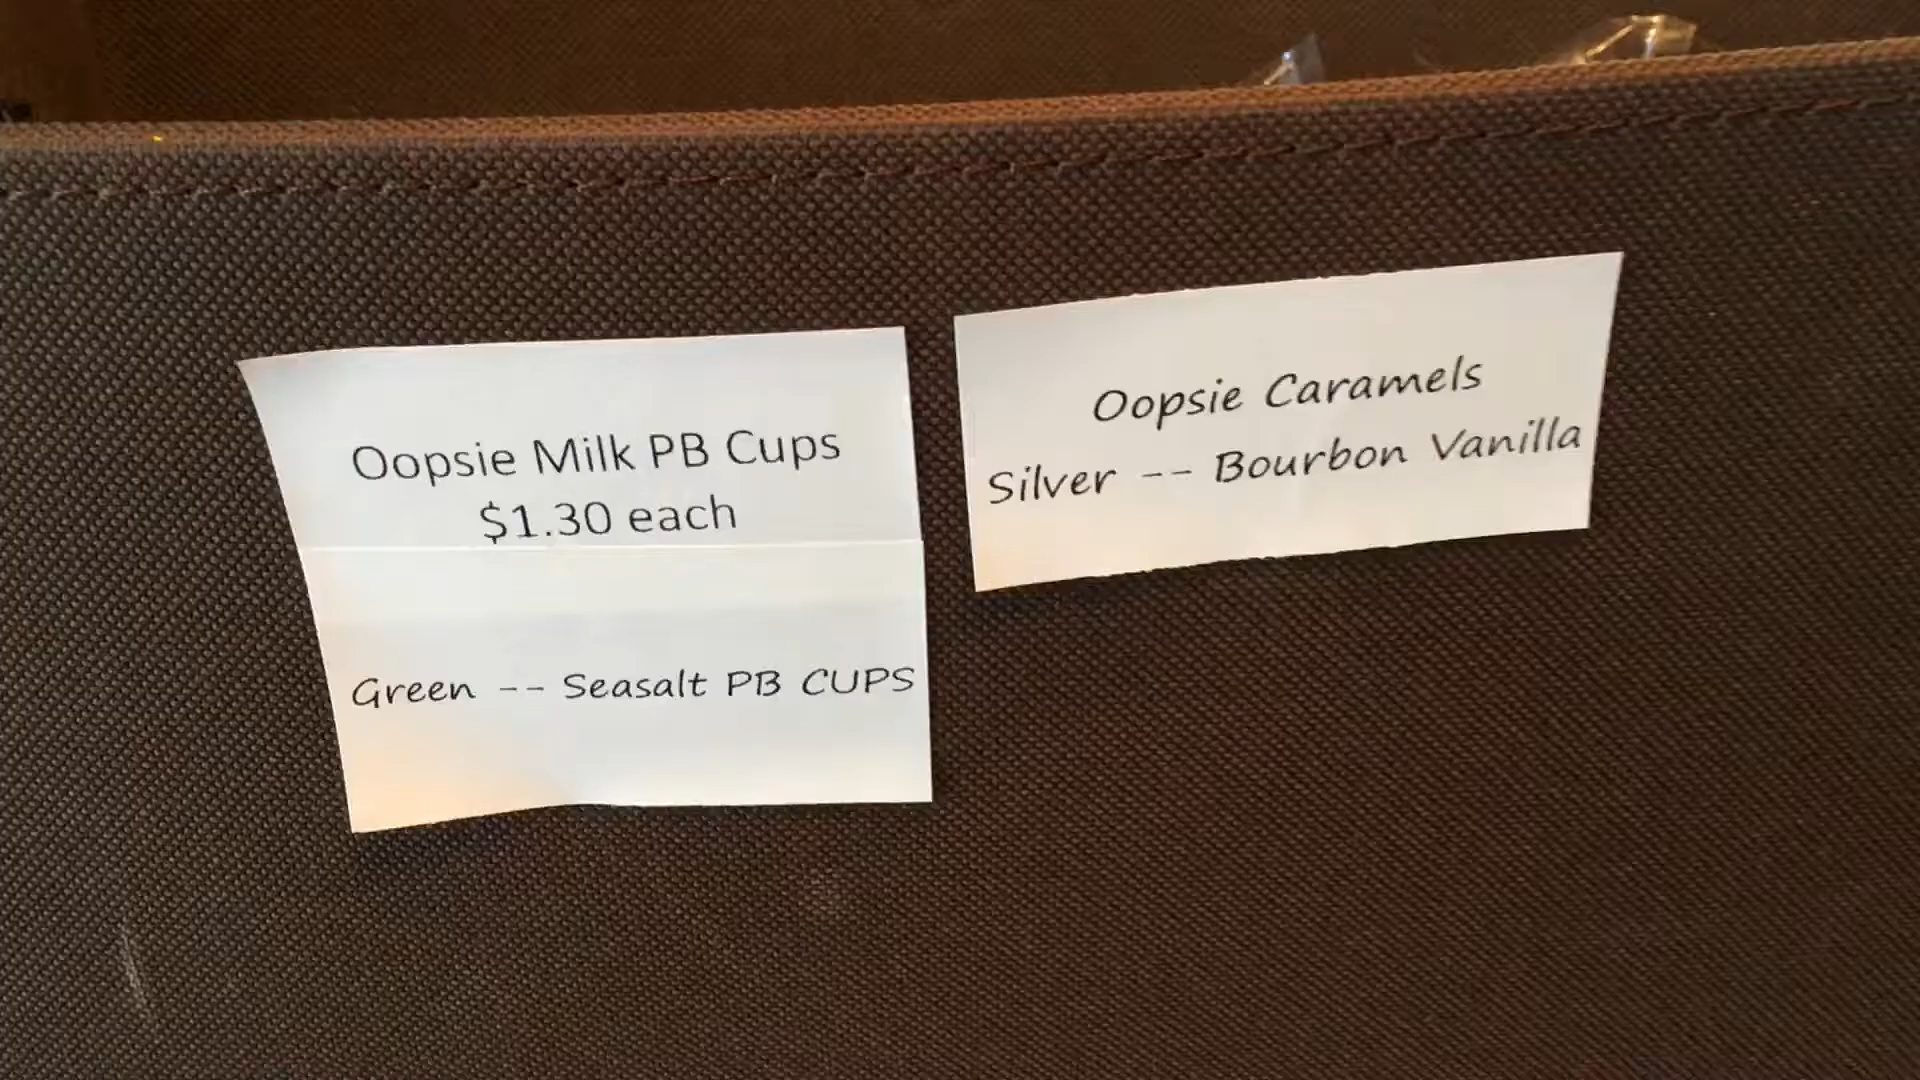 Oopsie Milk PB Cups
$1.30 each
Green -- Seasalt PB CUPS
Oopsie Caramels
Silver -- Bourbon Vanilla